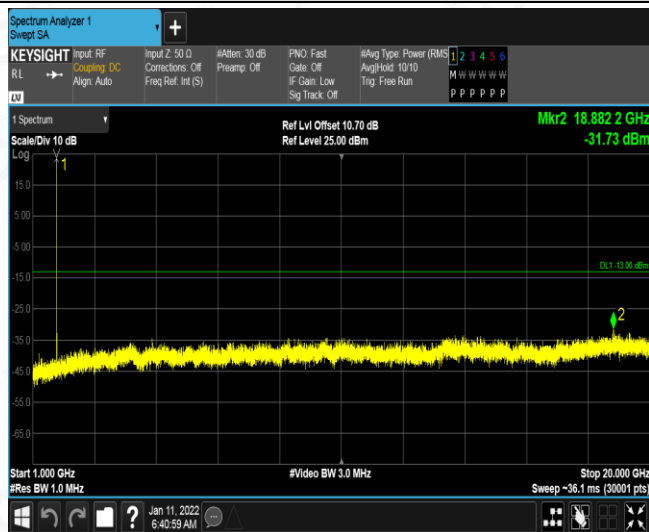 Spectrum Analyzer 1
Swept SA
+
KEYSIGHT
RL
LXI
Input: RF
Coupling: DC
Align: Auto
Input Z: 50 Ω
Corrections: Off
Freq Ref: Int (S)
#Atten: 30 dB
Preamp: Off
PNO: Fast
Gate: Off
IF Gain: Low
Sig Track: Off
#Avg Type: Power (RMS
Avg|Hold: 10/10
Trig: Free Run
1 2 3 4 5 6
M W W W W W
P P P P P P
1 Spectrum
Scale/Div 10 dB
Log
Ref Lvl Offset 10.70 dB
Ref Level 25.00 dBm
Mkr2 18.882 2 GHz
-31.73 dBm
1
15.0
5.00
-5.00
DL1 -13.00 dBm
-15.0
-25.0
2
-35.0
-45.0
-55.0
-65.0
Start 1.000 GHz
#Res BW 1.0 MHz
#Video BW 3.0 MHz
Stop 20.000 GHz
Sweep ~36.1 ms (30001 pts)
?
Jan 11, 2022
6:40:59 AM